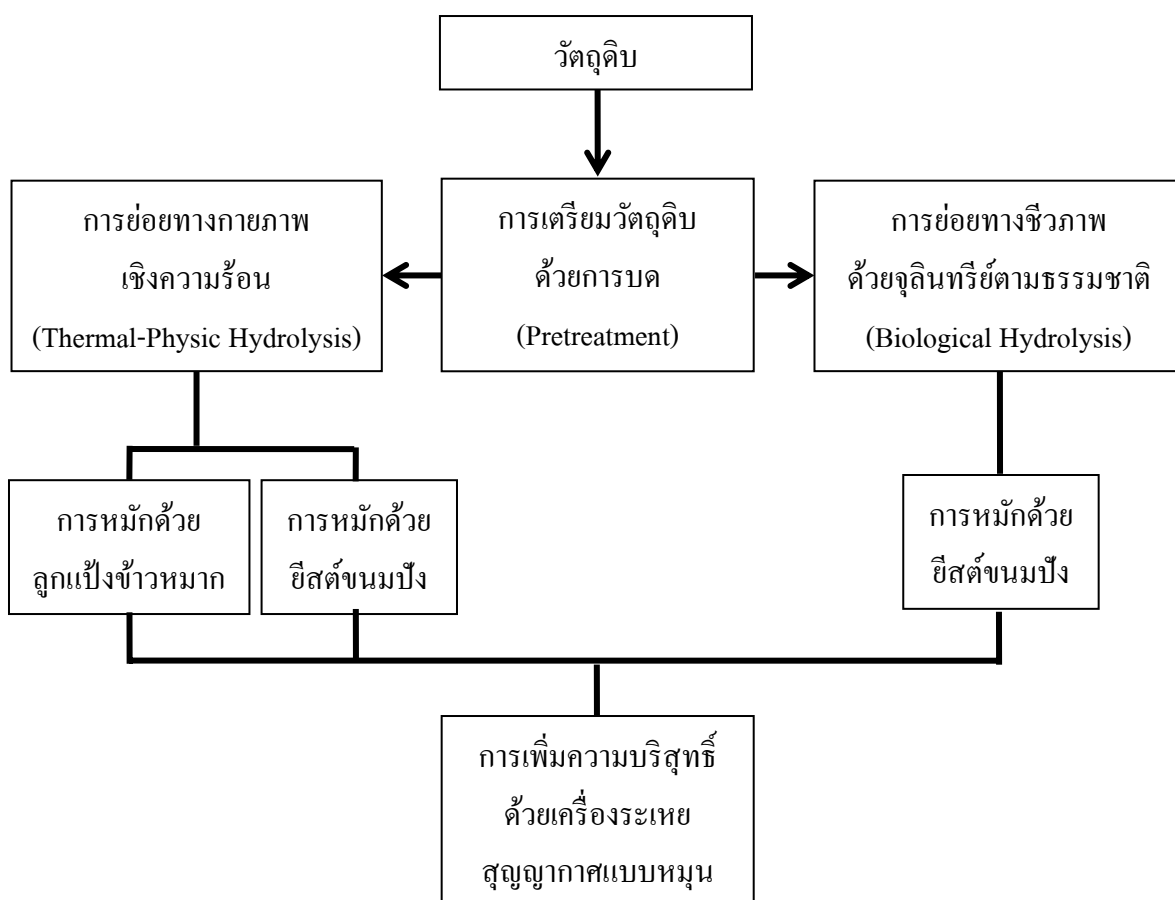 วัตถุดิบ
การย่อยทางกายภาพ
เชิงความร้อน
(Thermal-Physic Hydrolysis)
การเตรียมวัตถุดิบ
ด้วยการบด
(Pretreatment)
การย่อยทางชีวภาพ
ด้วยจุลินทรีย์ตามธรรมชาติ
(Biological Hydrolysis)
การหมักด้วย
ลูกแป้งข้าวหมาก
การหมักด้วย
ยีสต์ขนมปัง
การหมักด้วย
ยีสต์ขนมปัง
การเพิ่มความบริสุทธิ์
ด้วยเครื่องระเหย
สุญญากาศแบบหมุน